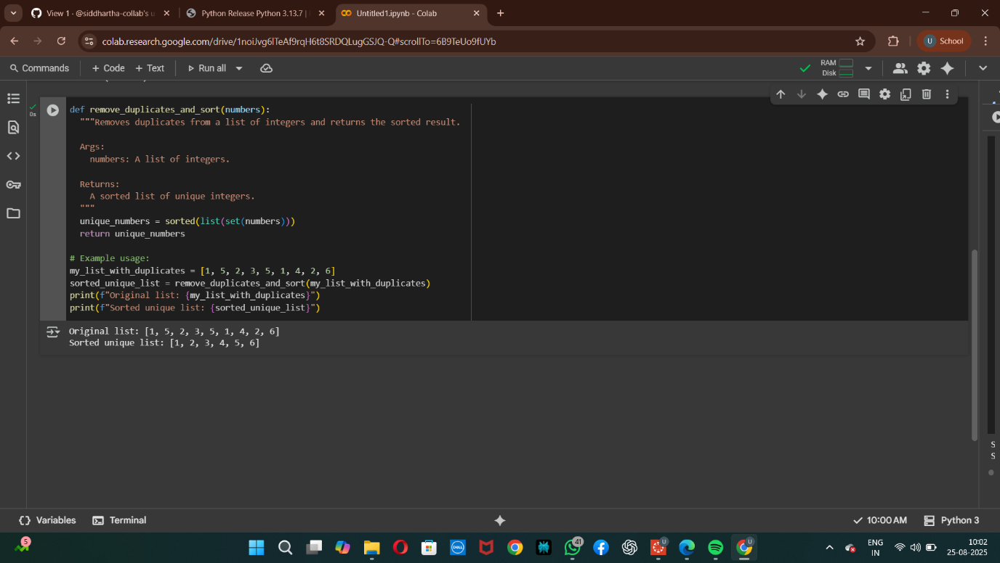 View 1 - @siddhartha-collab's u
Python Release Python 3.13.7 |
Untitled1.ipynb - Colab
colab.research.google.com/drive/1noiJvg6lTeAf9rqH6t8SRDQLugGSJQ-Q#scrollTo=6B9TeUo9fUYb
U School
Commands + Code + Text Run all
RAM
Disk
0s
def remove_duplicates_and_sort(numbers):
"""Removes duplicates from a list of integers and returns the sorted result.
Args:
numbers: A list of integers.
Returns:
A sorted list of unique integers.
"""
unique_numbers = sorted(list(set(numbers)))
return unique_numbers
# Example usage:
my_list_with_duplicates = [1, 5, 2, 3, 5, 1, 4, 2, 6]
sorted_unique_list = remove_duplicates_and_sort(my_list_with_duplicates)
print(f"Original list: {my_list_with_duplicates}")
print(f"Sorted unique list: {sorted_unique_list}")
Original list: [1, 5, 2, 3, 5, 1, 4, 2, 6]
Sorted unique list: [1, 2, 3, 4, 5, 6]
S
S
{} Variables Terminal
10:00 AM Python 3
5
DELL
41
U
U
ENG
IN
10:02
25-08-2025